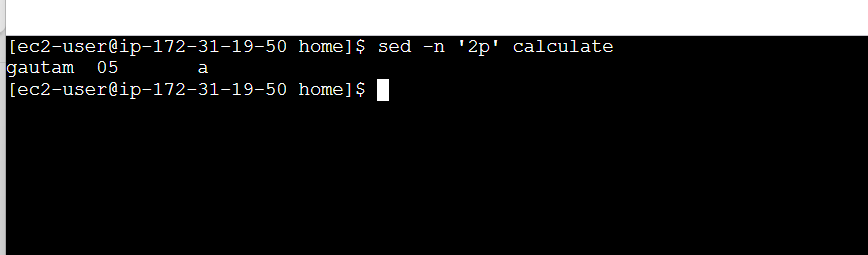 [ec2-user@ip-172-31-19-50 home]$ sed -n '2p' calculate
gautam  05       a
[ec2-user@ip-172-31-19-50 home]$